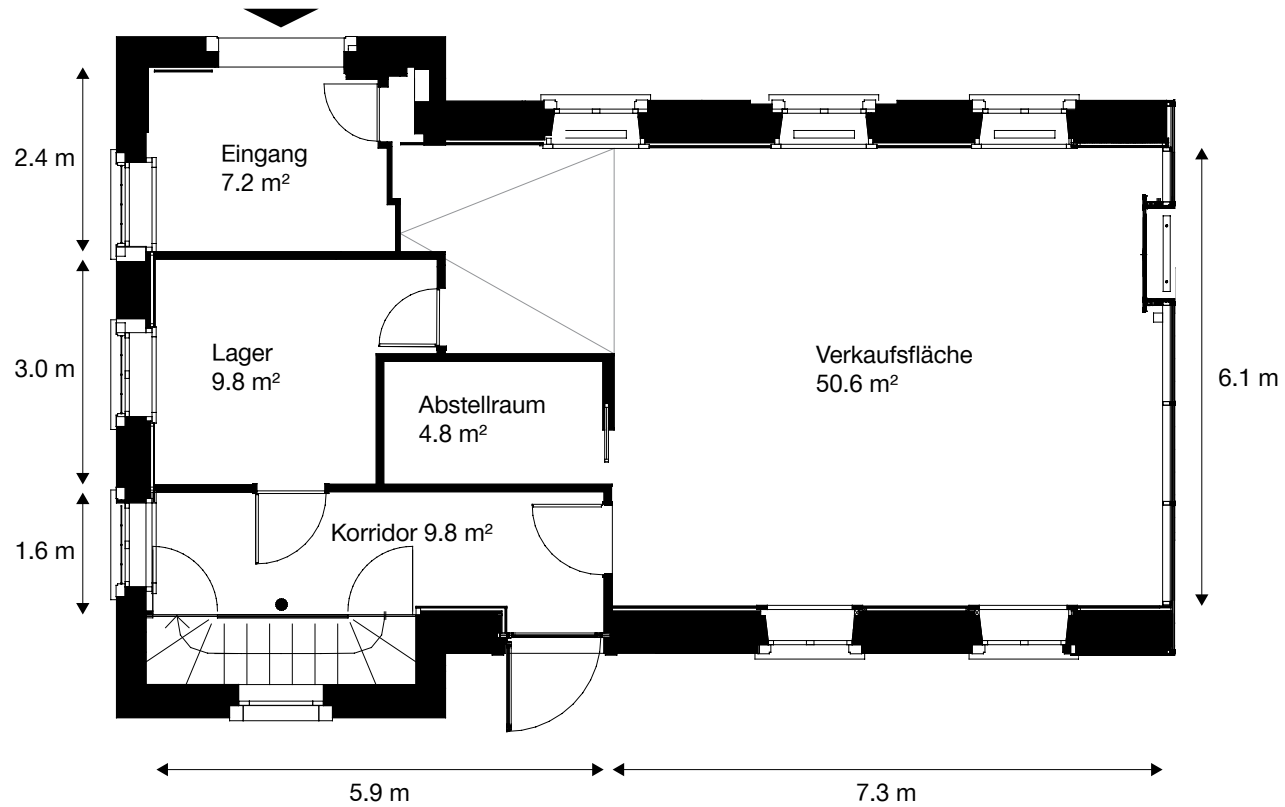 2.4 m
Eingang
7.2 m²
3.0 m
Lager
9.8 m²
Abstellraum
4.8 m²
Verkaufsfläche
50.6 m²
6.1 m
1.6 m
Korridor 9.8 m²
5.9 m
7.3 m